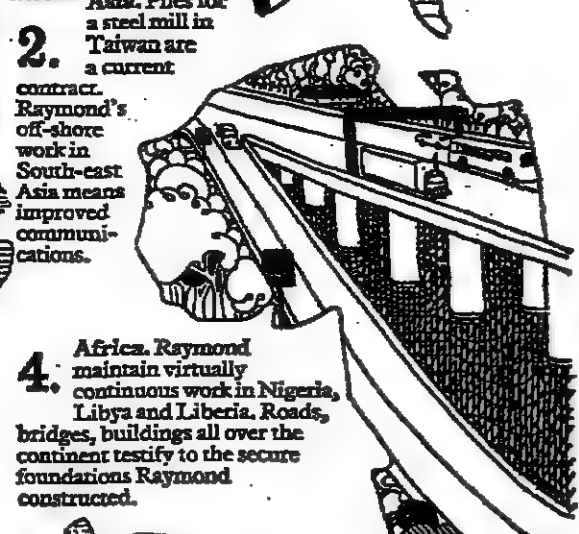 2. Asia. Piles for
a steel mill in
Taiwan are
a current
contract.
Raymond's
off-shore
work in
South-east
Asia means
improved
communi-
cations.
4. Africa. Raymond
maintain virtually
continuous work in Nigeria,
Libya and Liberia. Roads,
bridges, buildings all over the
continent testify to the secure
foundations Raymond
constructed.